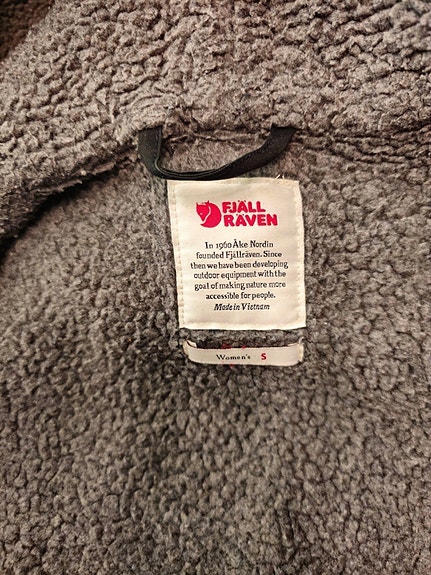 FJÄLL
RÄVEN
In 1960 Åke Nordin
founded Fjällräven. Since
then we have been developing
outdoor equipment with the
goal of making nature more
accessible for people.
Made in Vietnam
Women's S